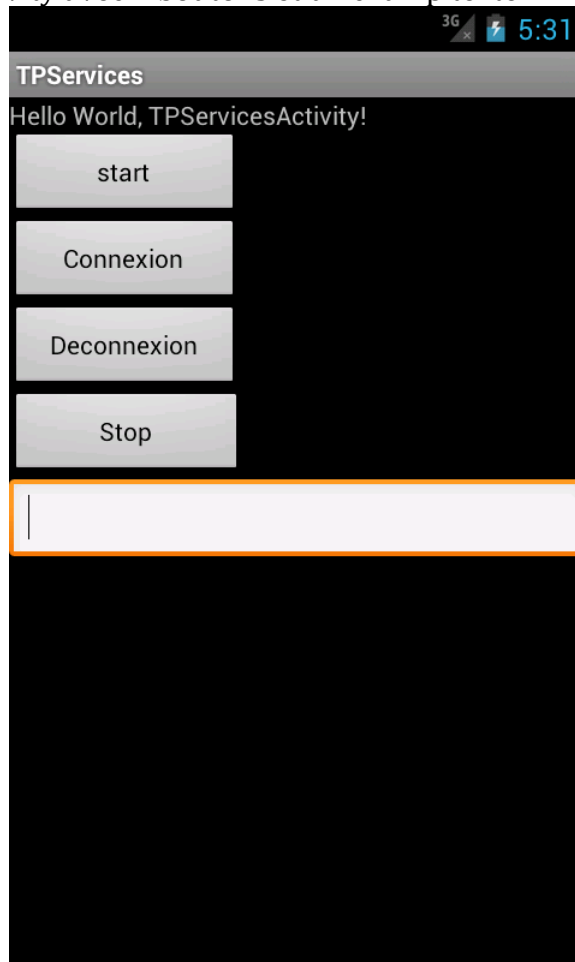 3G 5:31
TPServices
Hello World, TPServicesActivity!
start
Connexion
Deconnexion
Stop